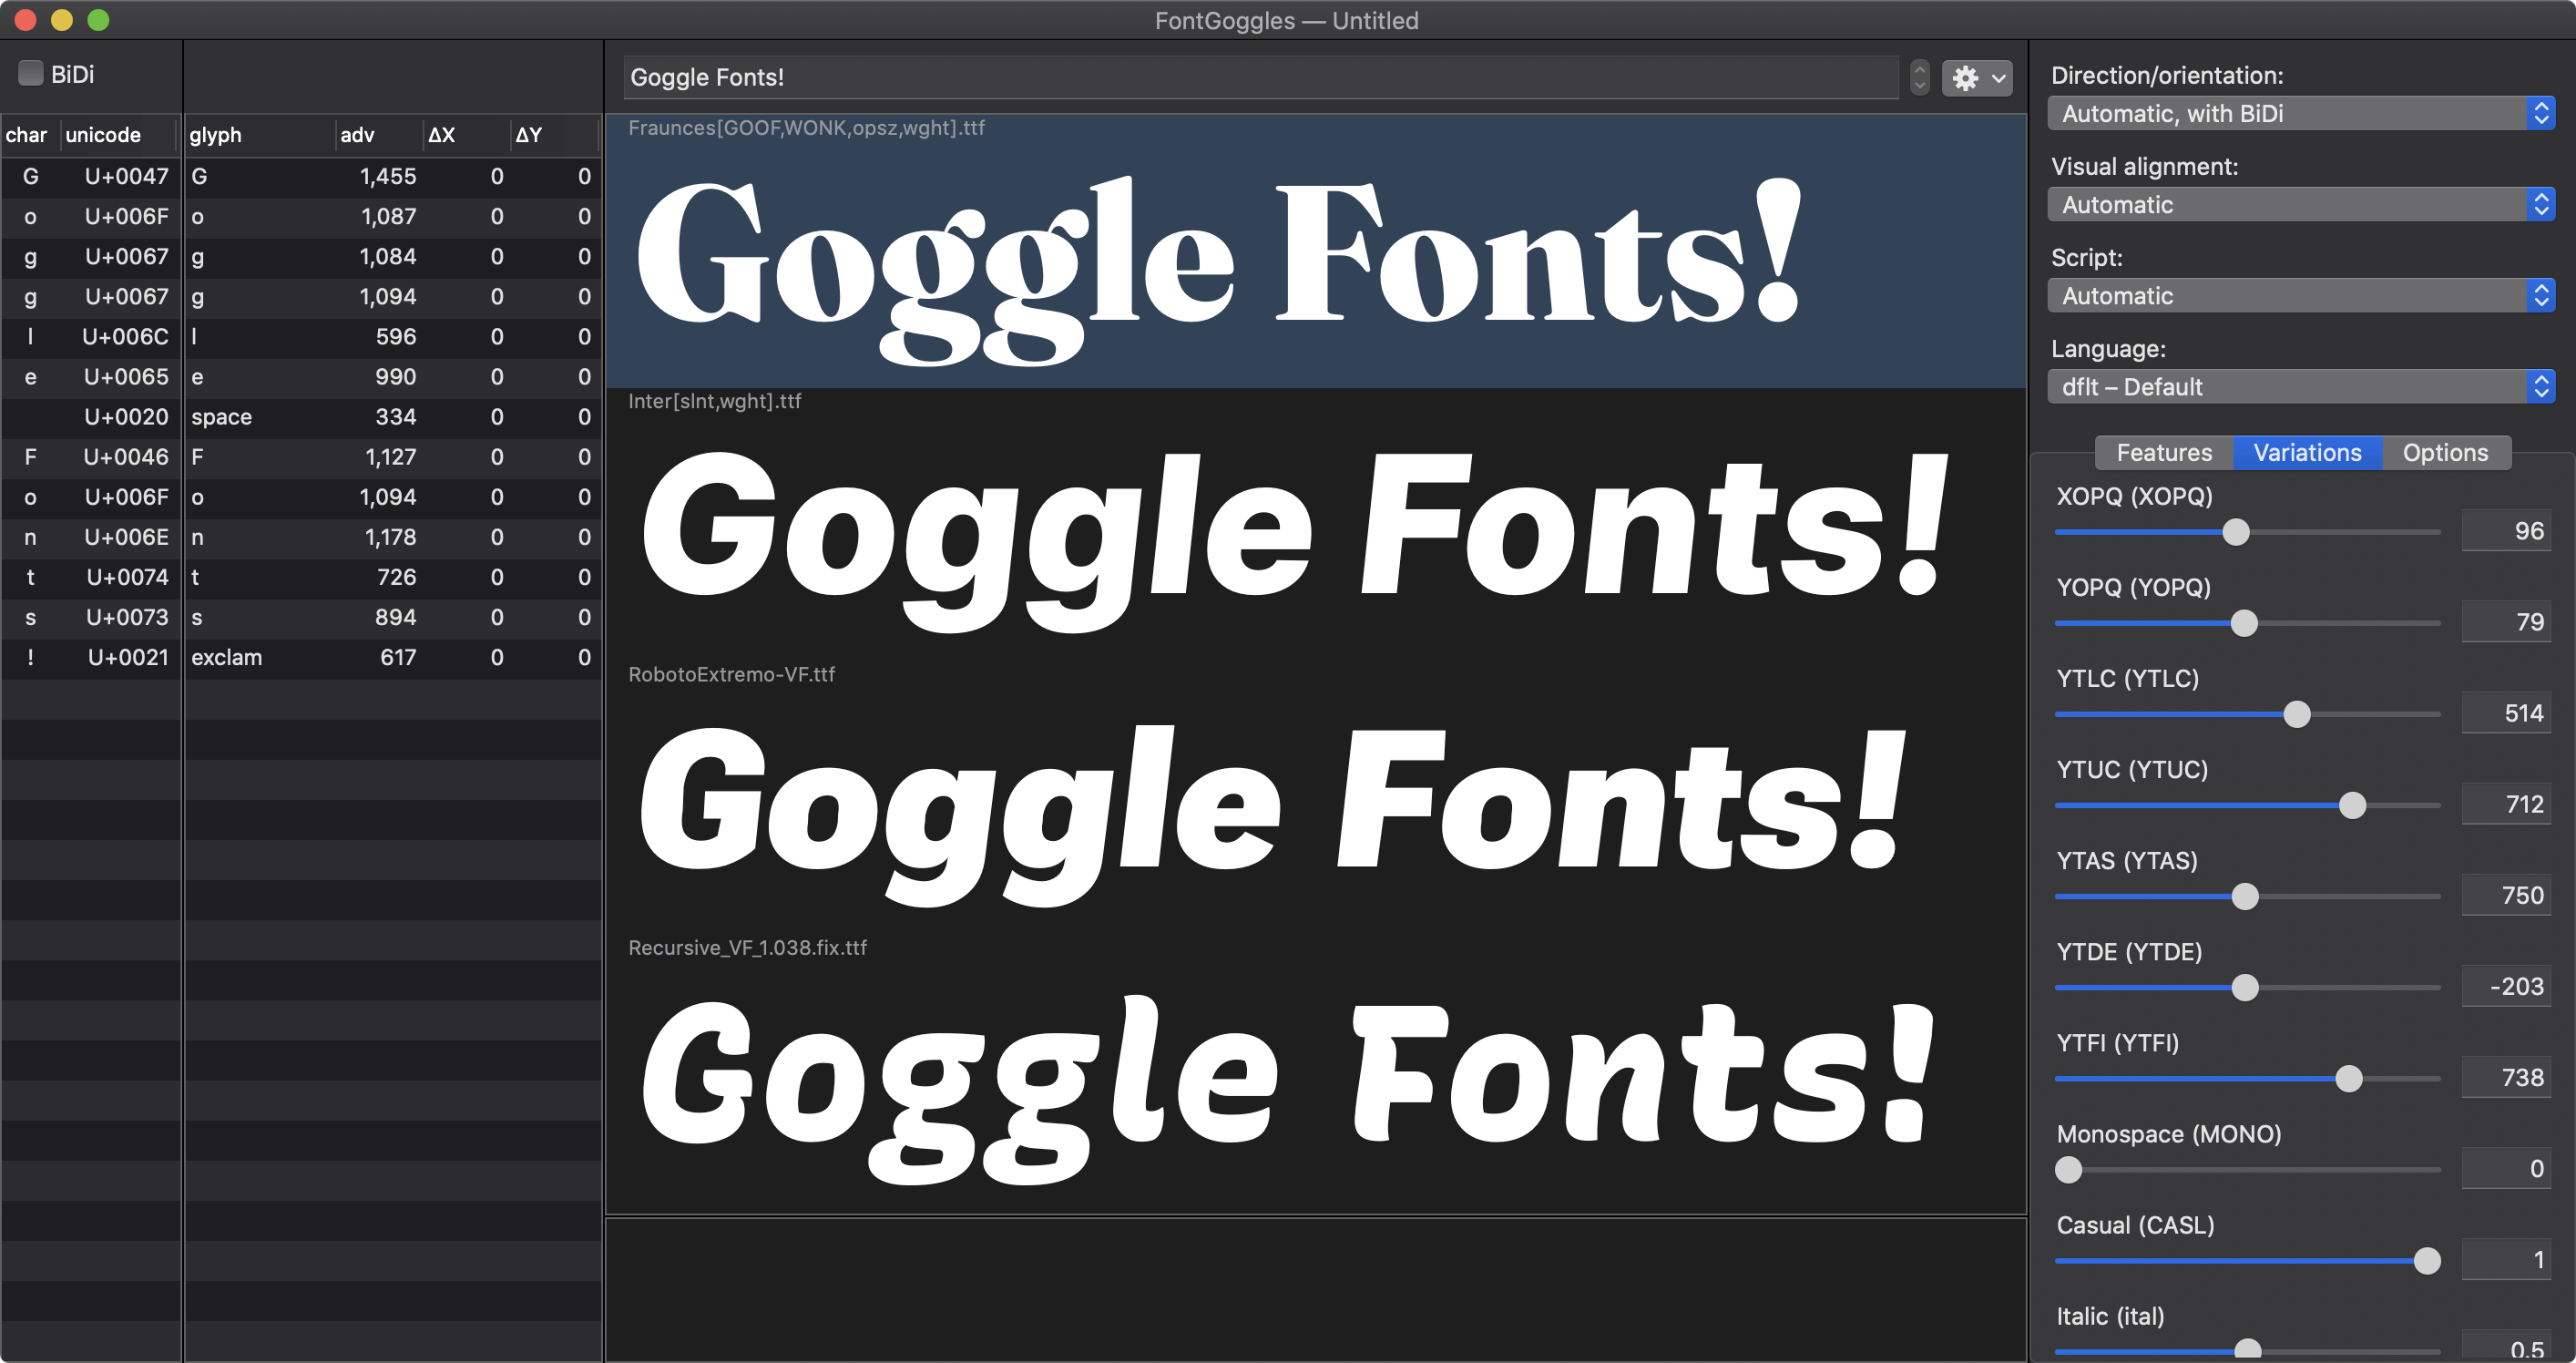 FontGoggles — Untitled
BiDi
char unicode glyph adv ΔX ΔY
G U+0047 G 1,455 0 0
o U+006F o 1,087 0 0
g U+0067 g 1,084 0 0
g U+0067 g 1,094 0 0
l U+006C l 596 0 0
e U+0065 e 990 0 0
U+0020 space 334 0 0
F U+0046 F 1,127 0 0
o U+006F o 1,094 0 0
n U+006E n 1,178 0 0
t U+0074 t 726 0 0
s U+0073 s 894 0 0
! U+0021 exclam 617 0 0
Goggle Fonts!
Fraunces[GOOF,WONK,opsz,wght].ttf
Goggle Fonts!
Inter[slnt,wght].ttf
Goggle Fonts!
RobotoExtremo-VF.ttf
Goggle Fonts!
Recursive_VF_1.038.fix.ttf
Goggle Fonts!
Direction/orientation:
Automatic, with BiDi
Visual alignment:
Automatic
Script:
Automatic
Language:
dflt – Default
Features Variations Options
XOPQ (XOPQ)
96
YOPQ (YOPQ)
79
YTLC (YTLC)
514
YTUC (YTUC)
712
YTAS (YTAS)
750
YTDE (YTDE)
-203
YTFI (YTFI)
738
Monospace (MONO)
0
Casual (CASL)
1
Italic (ital)
0.5